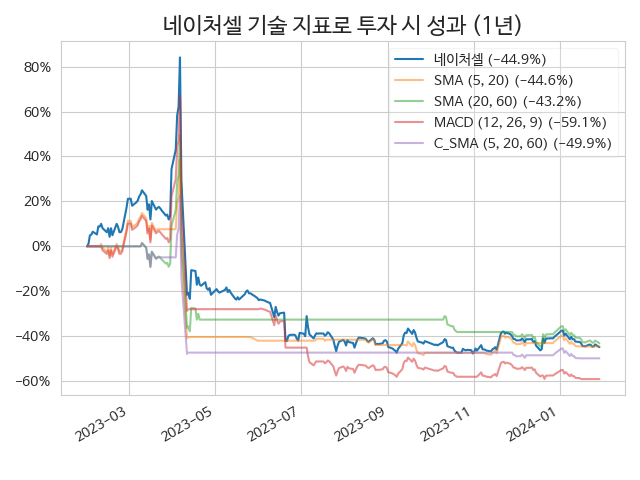 네이처셀 기술 지표로 투자 시 성과 (1년)
네이처셀 (−44.9%)
SMA (5, 20) (−44.6%)
SMA (20, 60) (−43.2%)
MACD (12, 26, 9) (−59.1%)
C_SMA (5, 20, 60) (−49.9%)
80%
60%
40%
20%
0%
−20%
−40%
−60%
2023−03
2023−05
2023−07
2023−09
2023−11
2024−01